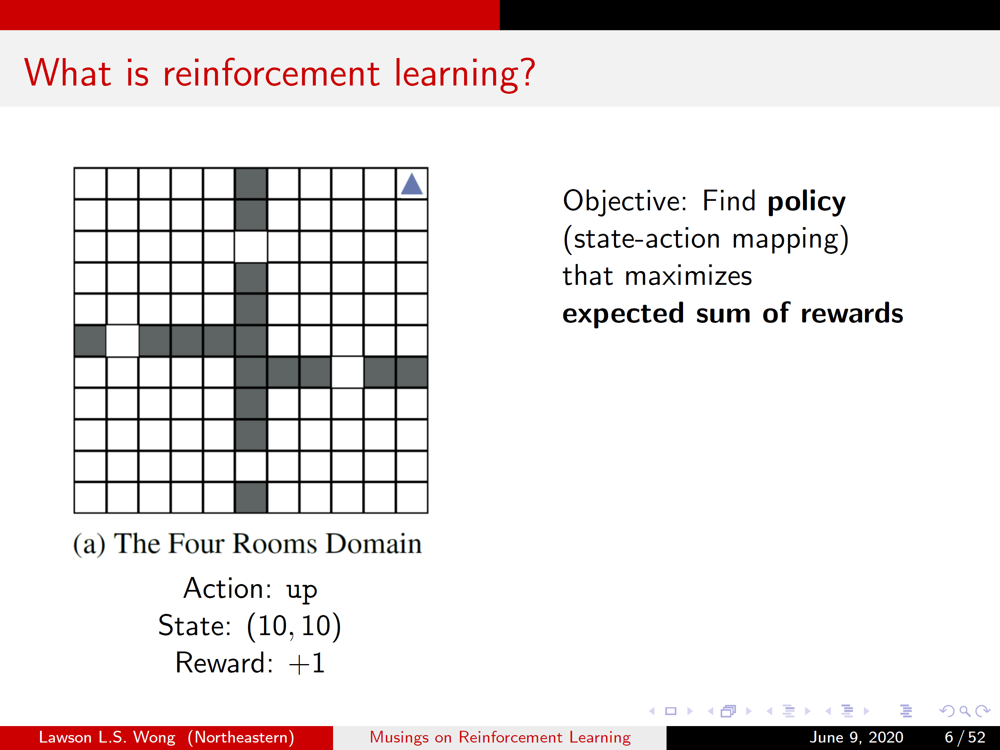 What is reinforcement learning?
(a) The Four Rooms Domain
Action: up
State: (10, 10)
Reward: +1
Objective: Find policy
(state-action mapping)
that maximizes
expected sum of rewards
Lawson L.S. Wong (Northeastern)
Musings on Reinforcement Learning
June 9, 2020
6 / 52